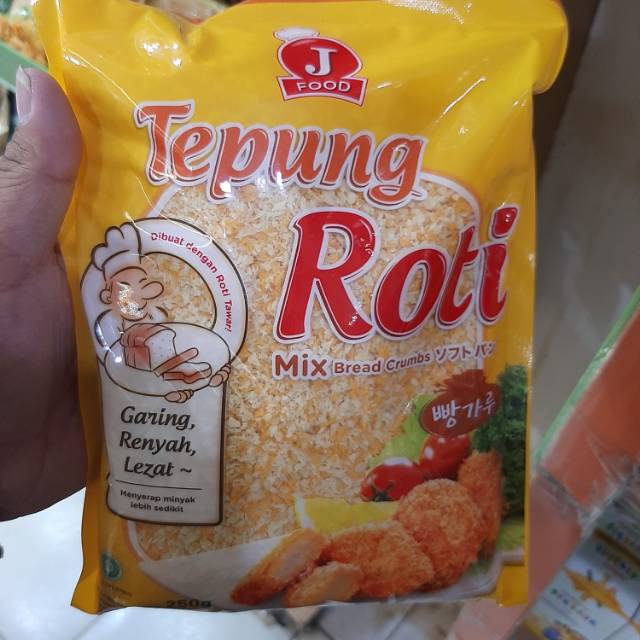 J
FOOD
Tepung
Roti
Mix Bread Crumbs ソフト パン
빵가루
Dibuat dengan Roti Tawar!
Garing,
Renyah,
Lezat ~
Menyerap minyak
lebih sedikit
250g